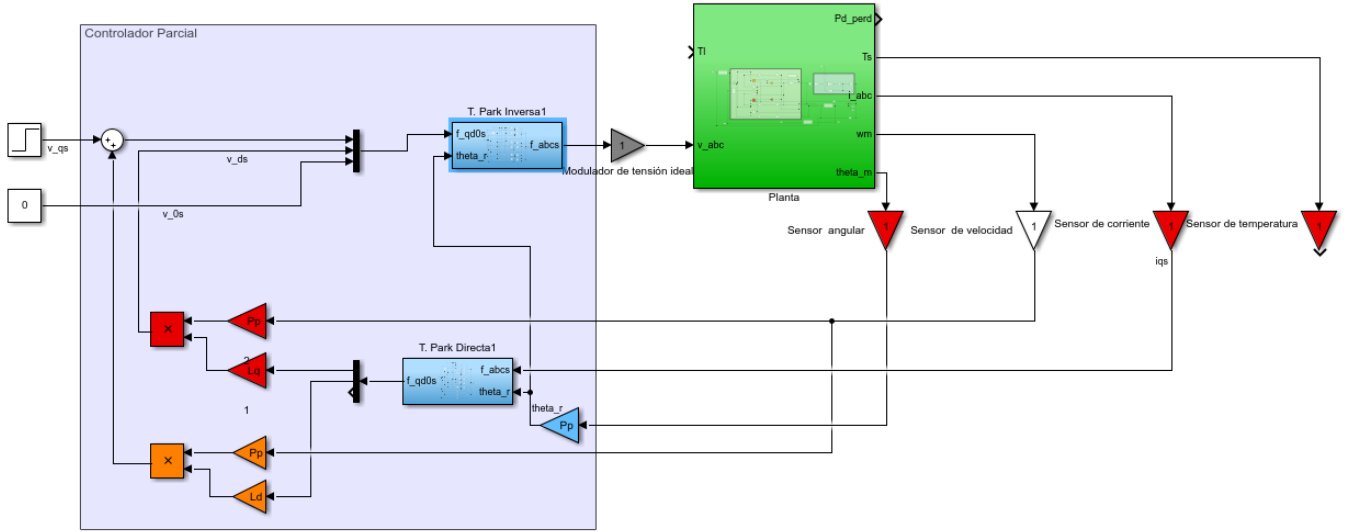 Controlador Parcial
Pd_perd
Tl
Ts
T. Park Inversa1
i_abc
f_qd0s
v_qs
wm
f_abcs
1
v_abc
theta_r
v_ds
Modulador de tensión ideal
theta_m
0
Planta
v_0s
Sensor angular
1
Sensor de velocidad
1
Sensor de corriente
1
Sensor de temperatura
1
iqs
Pp
×
T. Park Directa1
2
Lq
f_abcs
f_qd0s
theta_r
1
theta_r
Pp
Pp
×
Ld